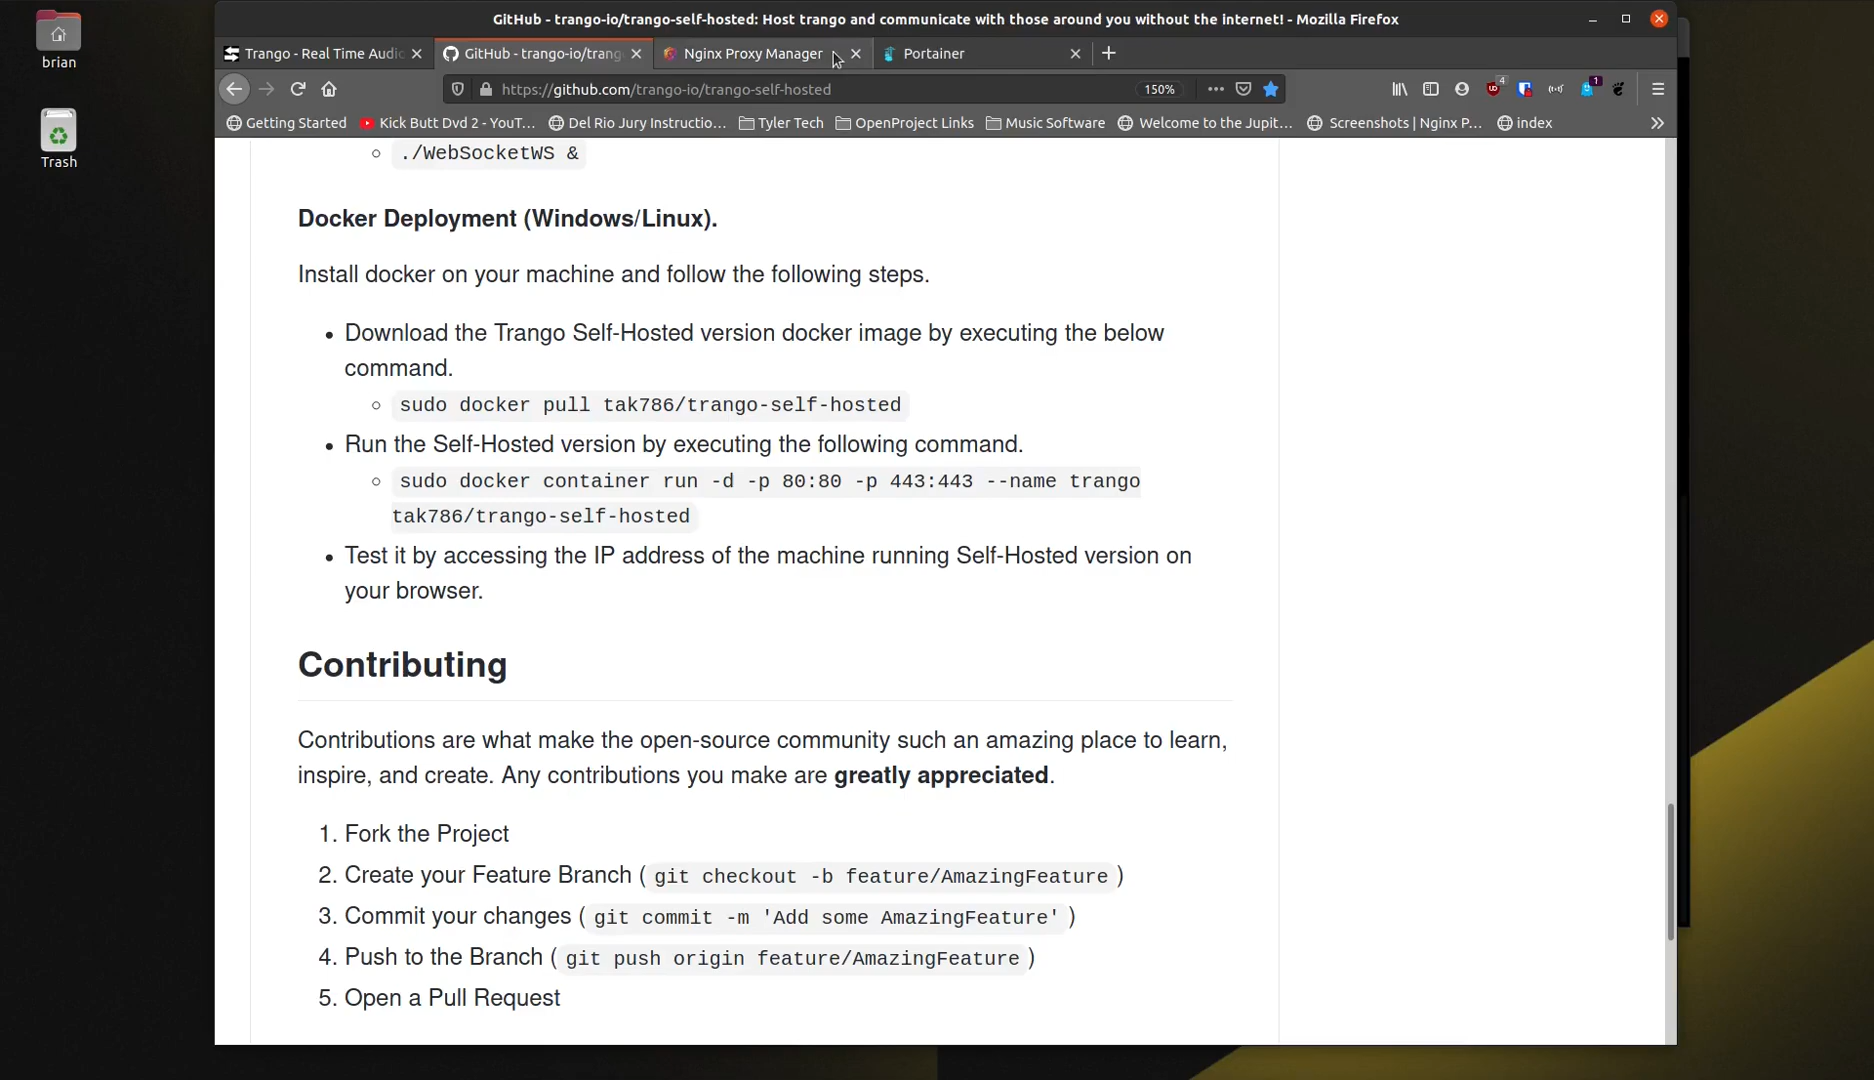 GitHub - trango-io/trango-self-hosted: Host trango and communicate with those around you without the internet! - Mozilla Firefox
brian
Trash
Trango - Real Time Audio
GitHub - trango-io/trang
Nginx Proxy Manager
Portainer
https://github.com/trango-io/trango-self-hosted
150%
4
1
Getting Started
Kick Butt Dvd 2 - YouT...
Del Rio Jury Instructio...
Tyler Tech
OpenProject Links
Music Software
Welcome to the Jupit...
Screenshots | Nginx P...
index
./WebSocketWS &
Docker Deployment (Windows/Linux).
Install docker on your machine and follow the following steps.
Download the Trango Self-Hosted version docker image by executing the below
command.
sudo docker pull tak786/trango-self-hosted
Run the Self-Hosted version by executing the following command.
sudo docker container run -d -p 80:80 -p 443:443 --name trango
tak786/trango-self-hosted
Test it by accessing the IP address of the machine running Self-Hosted version on
your browser.
Contributing
Contributions are what make the open-source community such an amazing place to learn,
inspire, and create. Any contributions you make are greatly appreciated.
1. Fork the Project
2. Create your Feature Branch ( git checkout -b feature/AmazingFeature )
3. Commit your changes ( git commit -m 'Add some AmazingFeature' )
4. Push to the Branch ( git push origin feature/AmazingFeature )
5. Open a Pull Request